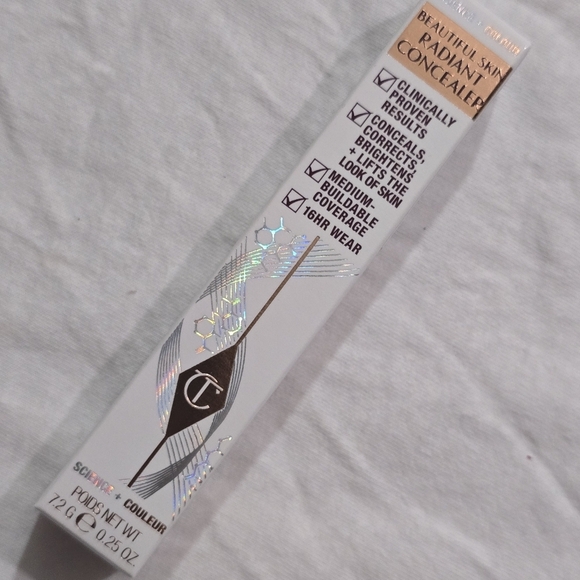 BEAUTIFUL SKIN
RADIANT
CONCEALER
CLINICALLY
PROVEN
RESULTS
CONCEALS,
CORRECTS,
BRIGHTENS
+ LIFTS THE
LOOK OF SKIN
MEDIUM-
BUILDABLE
COVERAGE
16HR WEAR
CT
SCIENCE + COULEUR
POIDS NET WT.
7.2 G ℮ 0.25 OZ.